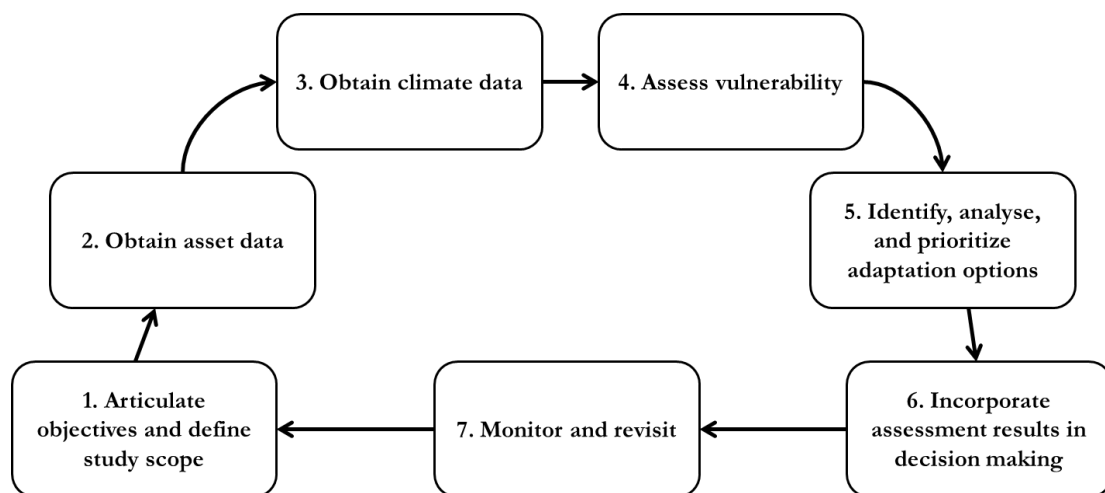 1. Articulate
objectives and define
study scope
2. Obtain asset data
3. Obtain climate data
4. Assess vulnerability
5. Identify, analyse,
and prioritize
adaptation options
6. Incorporate
assessment results in
decision making
7. Monitor and revisit